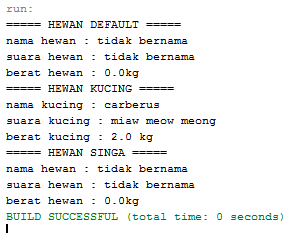 run:
===== HEWAN DEFAULT =====
nama hewan : tidak bernama
suara hewan : tidak bernama
berat hewan : 0.0kg
===== HEWAN KUCING =====
nama kucing : carberus
suara kucing : miaw meow meong
berat kucing : 2.0 kg
===== HEWAN SINGA =====
nama hewan : tidak bernama
suara hewan : tidak bernama
berat hewan : 0.0kg
BUILD SUCCESSFUL (total time: 0 seconds)